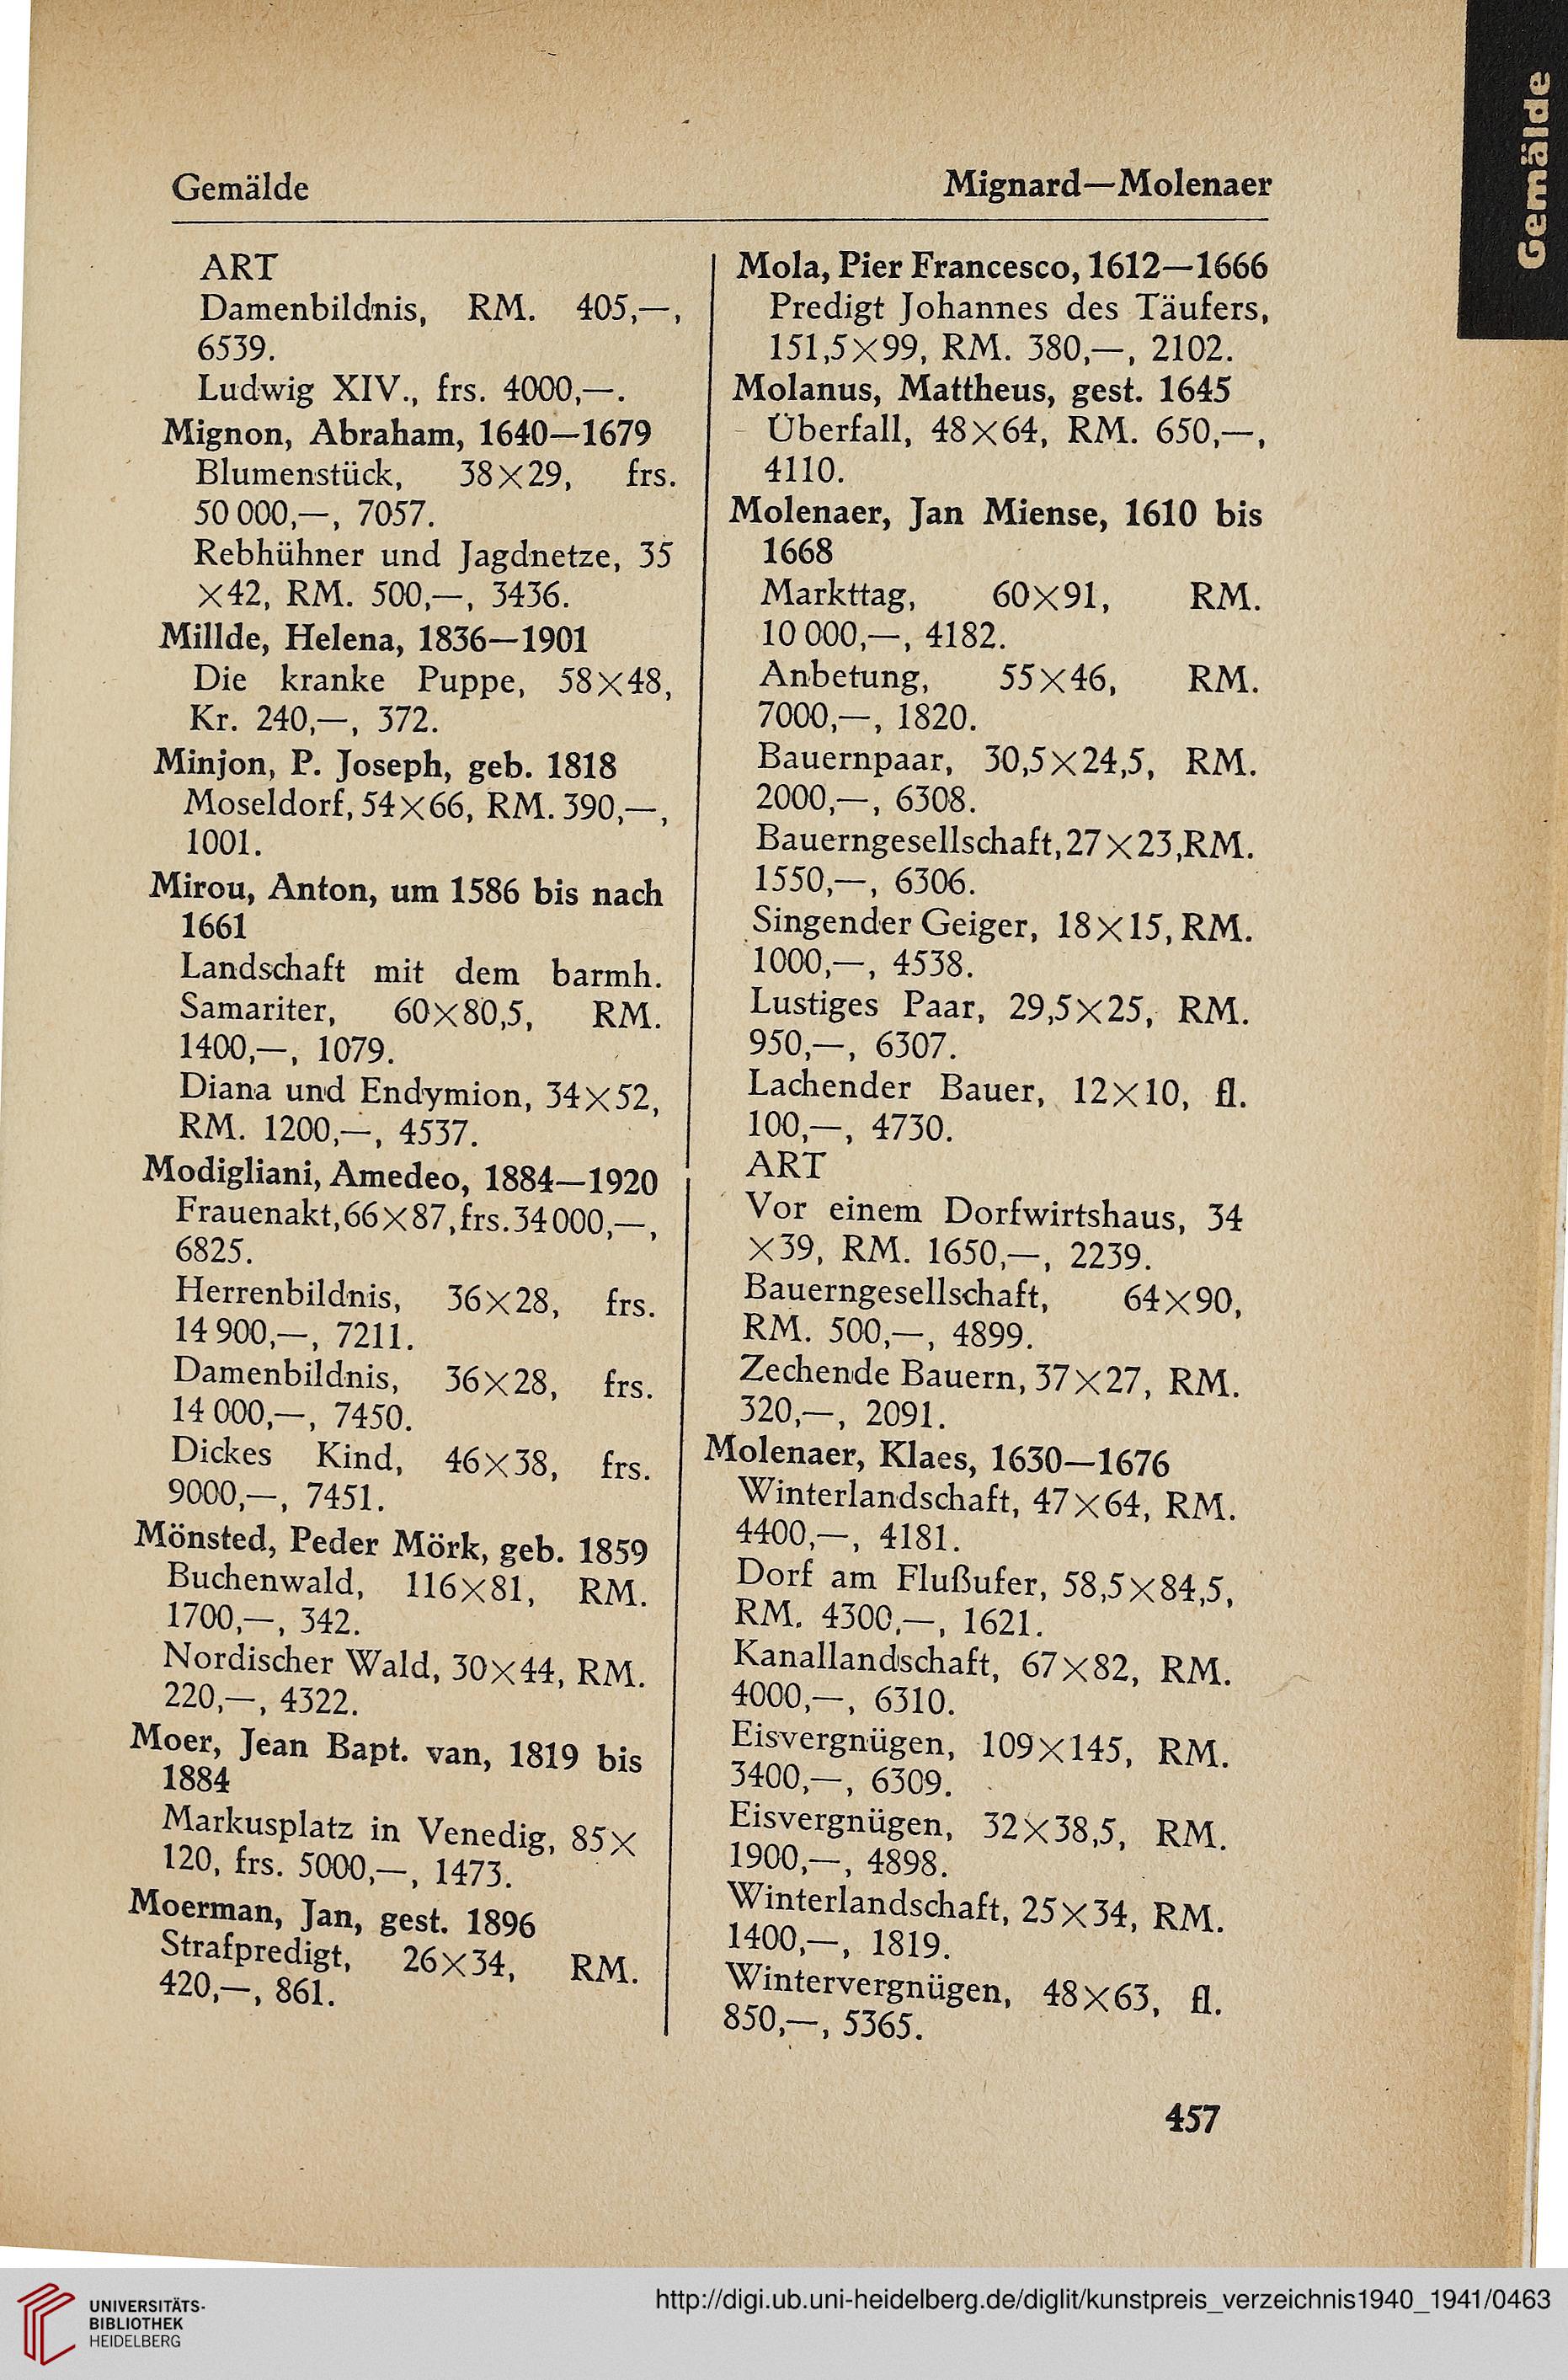 Gemälde
Mignard—Molenaer
ART
Damenbildnis, RM. 405,—,
6539.
Ludwig XIV., frs. 4000,—.
Mignon, Abraham, 1640—1679
Blumenstück, 38×29, frs.
50 000,—, 7057.
Rebhühner und Jagdnetze, 35
×42, RM. 500,—, 3436.
Millde, Helena, 1836—1901
Die kranke Puppe, 58×48,
Kr. 240,—, 372.
Minjon, P. Joseph, geb. 1818
Moseldorf, 54×66, RM. 390,—,
1001.
Mirou, Anton, um 1586 bis nach
1661
Landschaft mit dem barmh.
Samariter, 60×80,5, RM.
1400,—, 1079.
Diana und Endymion, 34×52,
RM. 1200,—, 4537.
Modigliani, Amedeo, 1884—1920
Frauenakt, 66×87, frs. 34 000,—,
6825.
Herrenbildnis, 36×28, frs.
14 900,—, 7211.
Damenbildnis, 36×28, frs.
14 000,—, 7450.
Dickes Kind, 46×38, frs.
9000,—, 7451.
Mönsted, Peder Mörk, geb. 1859
Buchenwald, 116×81, RM.
1700,—, 342.
Nordischer Wald, 30×44, RM.
220,—, 4322.
Moer, Jean Bapt. van, 1819 bis
1884
Markusplatz in Venedig, 85×
120, frs. 5000,—, 1473.
Moerman, Jan, gest. 1896
Strafpredigt, 26×34, RM.
420,—, 861.
Mola, Pier Francesco, 1612—1666
Predigt Johannes des Täufers,
151,5×99, RM. 380,—, 2102.
Molanus, Mattheus, gest. 1645
Überfall, 48×64, RM. 650,—,
4110.
Molenaer, Jan Miense, 1610 bis
1668
Markttag, 60×91, RM.
10 000,—, 4182.
Anbetung, 55×46, RM.
7000,—, 1820.
Bauernpaar, 30,5×24,5, RM.
2000,—, 6308.
Bauerngesellschaft, 27×23, RM.
1550,—, 6306.
Singender Geiger, 18×15, RM.
1000,—, 4538.
Lustiges Paar, 29,5×25, RM.
950,—, 6307.
Lachender Bauer, 12×10, fl.
100,—, 4730.
ART
Vor einem Dorfwirtshaus, 34
×39, RM. 1650,—, 2239.
Bauerngesellschaft, 64×90,
RM. 500,—, 4899.
Zechende Bauern, 37×27, RM.
320,—, 2091.
Molenaer, Klaes, 1630—1676
Winterlandschaft, 47×64, RM.
4400,—, 4181.
Dorf am Flußufer, 58,5×84,5,
RM. 4300,—, 1621.
Kanallandschaft, 67×82, RM.
4000,—, 6310.
Eisvergnügen, 109×145, RM.
3400,—, 6309.
Eisvergnügen, 32×38,5, RM.
1900,—, 4898.
Winterlandschaft, 25×34, RM.
1400,—, 1819.
Wintervergnügen, 48×63, fl.
850,—, 5365.
457
Gemälde
UNIVERSITÄTS-
BIBLIOTHEK
HEIDELBERG
http://digi.ub.uni-heidelberg.de/diglit/kunstpreis_verzeichnis1940_1941/0463